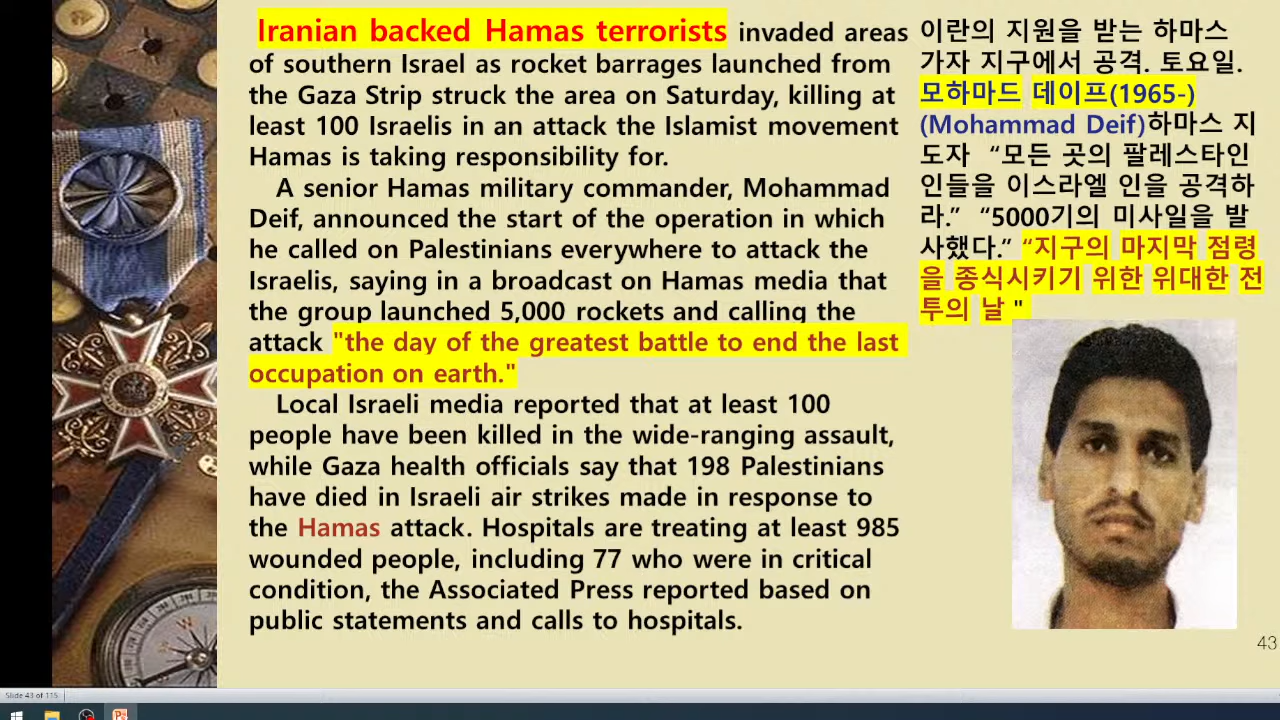 Iranian backed Hamas terrorists invaded areas
of southern Israel as rocket barrages launched from
the Gaza Strip struck the area on Saturday, killing at
least 100 Israelis in an attack the Islamist movement
Hamas is taking responsibility for.
A senior Hamas military commander, Mohammad
Deif, announced the start of the operation in which
he called on Palestinians everywhere to attack the
Israelis, saying in a broadcast on Hamas media that
the group launched 5,000 rockets and calling the
attack "the day of the greatest battle to end the last
occupation on earth."
Local Israeli media reported that at least 100
people have been killed in the wide-ranging assault,
while Gaza health officials say that 198 Palestinians
have died in Israeli air strikes made in response to
the Hamas attack. Hospitals are treating at least 985
wounded people, including 77 who were in critical
condition, the Associated Press reported based on
public statements and calls to hospitals.
이란의 지원을 받는 하마스
가자 지구에서 공격. 토요일.
모하마드 데이프(1965-)
(Mohammad Deif)하마스 지
도자 “모든 곳의 팔레스타인
인들을 이스라엘 인을 공격하
라.” “5000기의 미사일을 발
사했다.” “지구의 마지막 점령
을 종식시키기 위한 위대한 전
투의 날 "
43
Slide 43 of 115